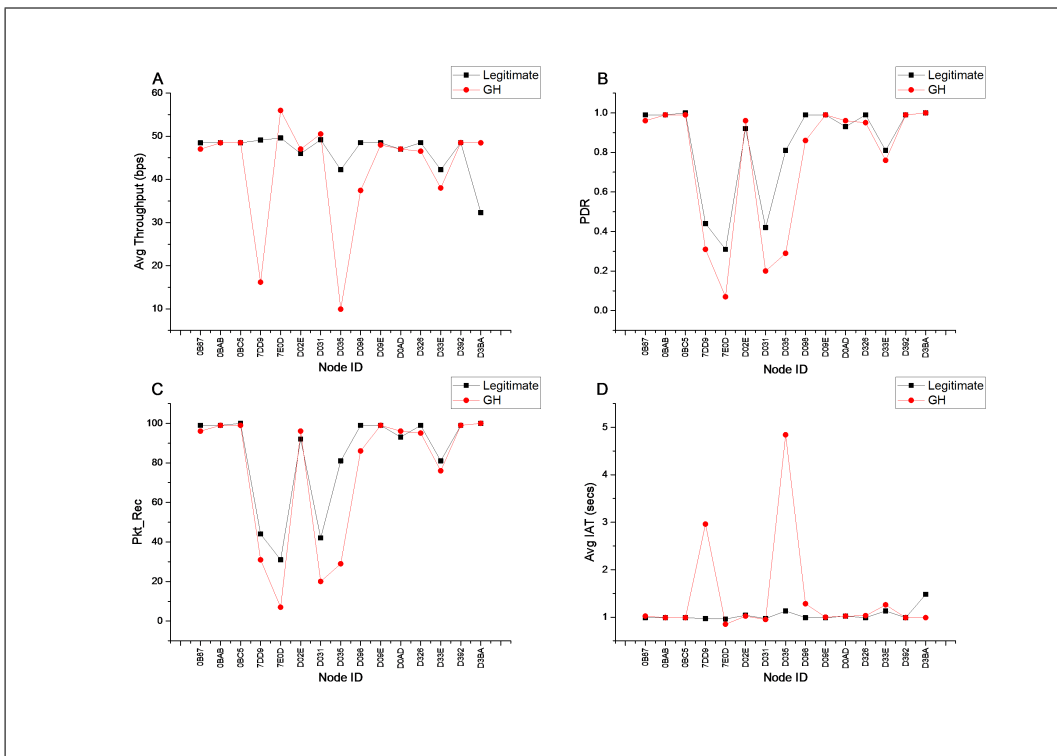 A
Legitimate
GH
60
50
40
30
20
10
Avg Throughput (bps)
0B87
0BAB
0BC5
7DD9
7E0D
D02E
D031
D035
D098
D09E
D0AD
D326
D33E
D392
D3BA
Node ID
B
Legitimate
GH
1.0
0.8
0.6
0.4
0.2
0.0
PDR
0B87
0BAB
0BC5
7DD9
7E0D
D02E
D031
D035
D098
D09E
D0AD
D326
D33E
D392
D3BA
Node ID
C
Legitimate
GH
100
80
60
40
20
0
Pkt_Rec
0B87
0BAB
0BC5
7DD9
7E0D
D02E
D031
D035
D098
D09E
D0AD
D326
D33E
D392
D3BA
Node ID
D
Legitimate
GH
5
4
3
2
1
Avg IAT (secs)
0B87
0BAB
0BC5
7DD9
7E0D
D02E
D031
D035
D098
D09E
D0AD
D326
D33E
D392
D3BA
Node ID